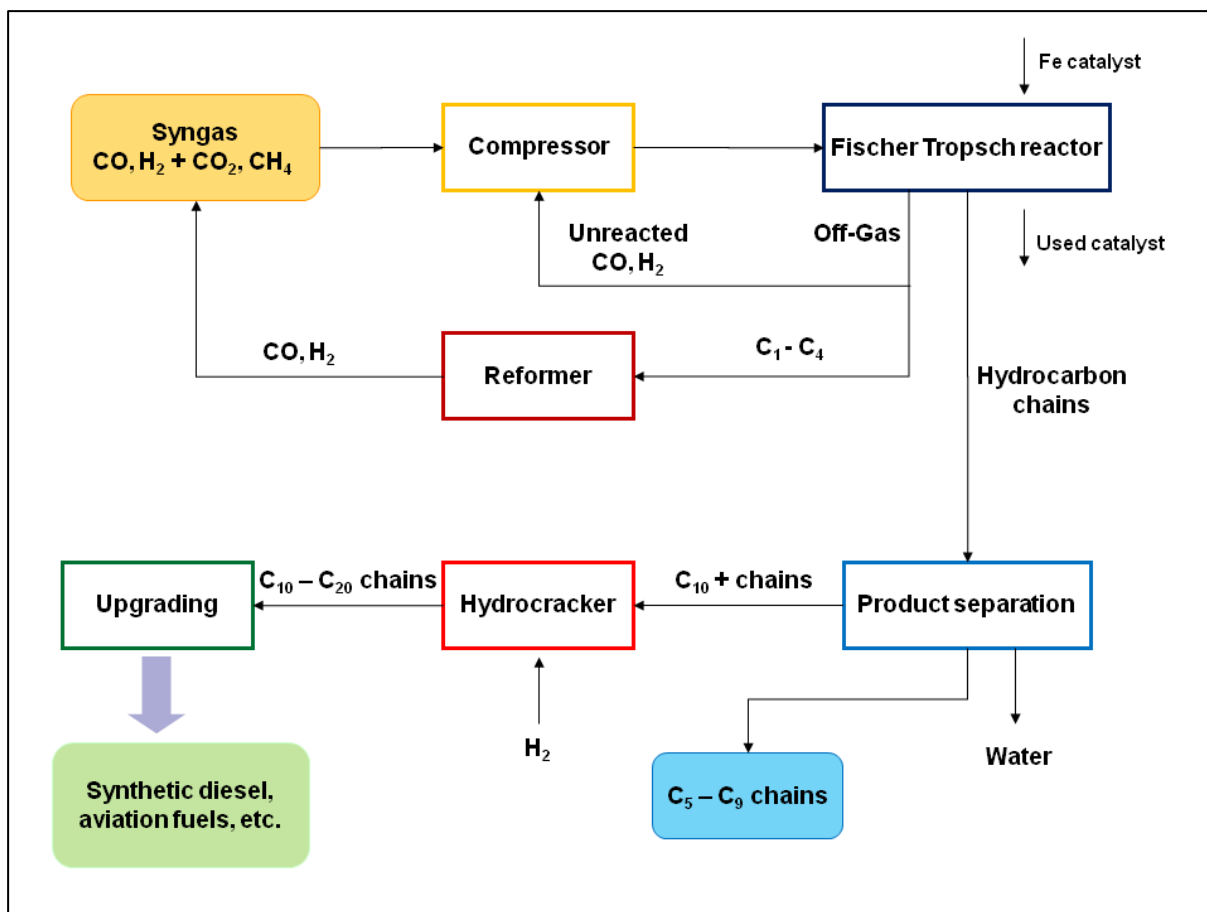 Fe catalyst
Syngas
CO, H₂ + CO₂, CH₄
Compressor
Fischer Tropsch reactor
Unreacted
CO, H₂
Off-Gas
Used catalyst
CO, H₂
Reformer
C₁ - C₄
Hydrocarbon
chains
Upgrading
C₁₀ – C₂₀ chains
Hydrocracker
C₁₀ + chains
Product separation
H₂
Water
Synthetic diesel,
aviation fuels, etc.
C₅ – C₉ chains